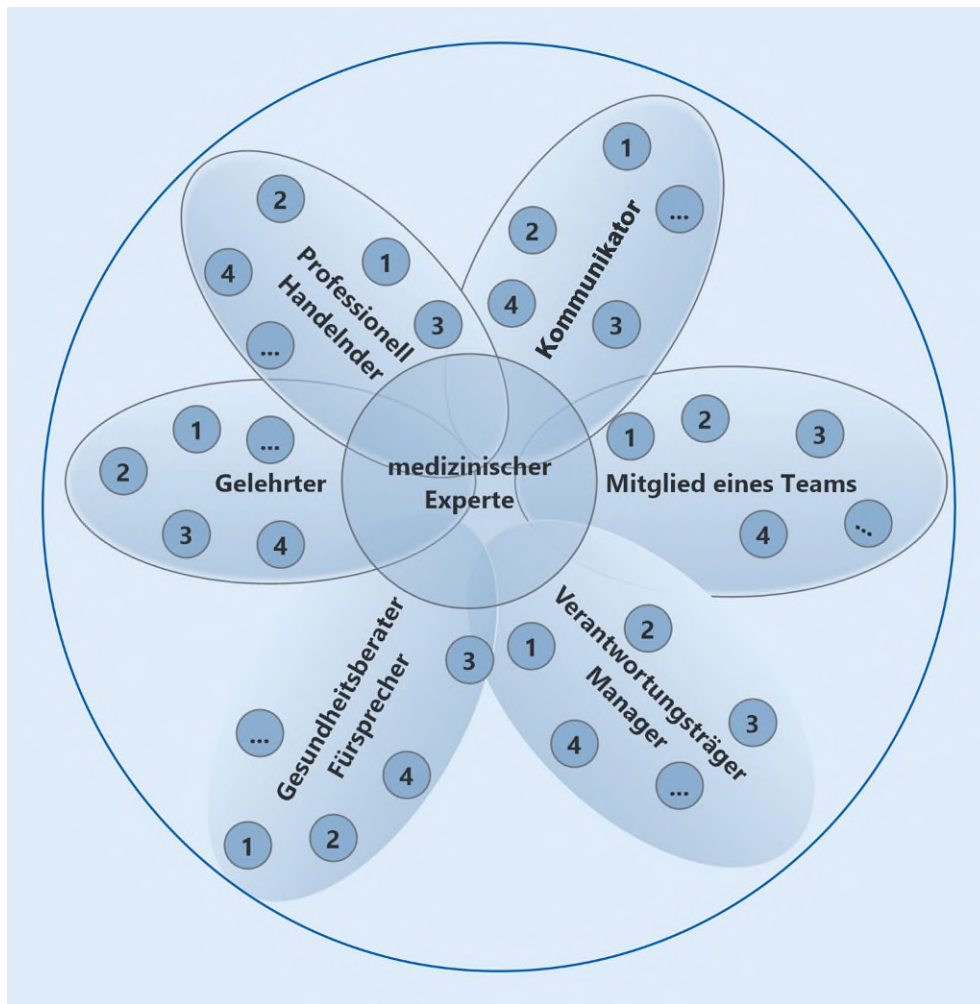 1
2
...
4
3
Kommunikator
2
1
4
3
...
Professionell
Handelnder
1
...
2
3
4
Gelehrter
medizinischer
Experte
1
2
3
4
...
Mitglied eines Teams
3
...
4
1
2
Gesundheitsberater
Fürsprecher
1
2
3
4
...
Verantwortungsträger
Manager